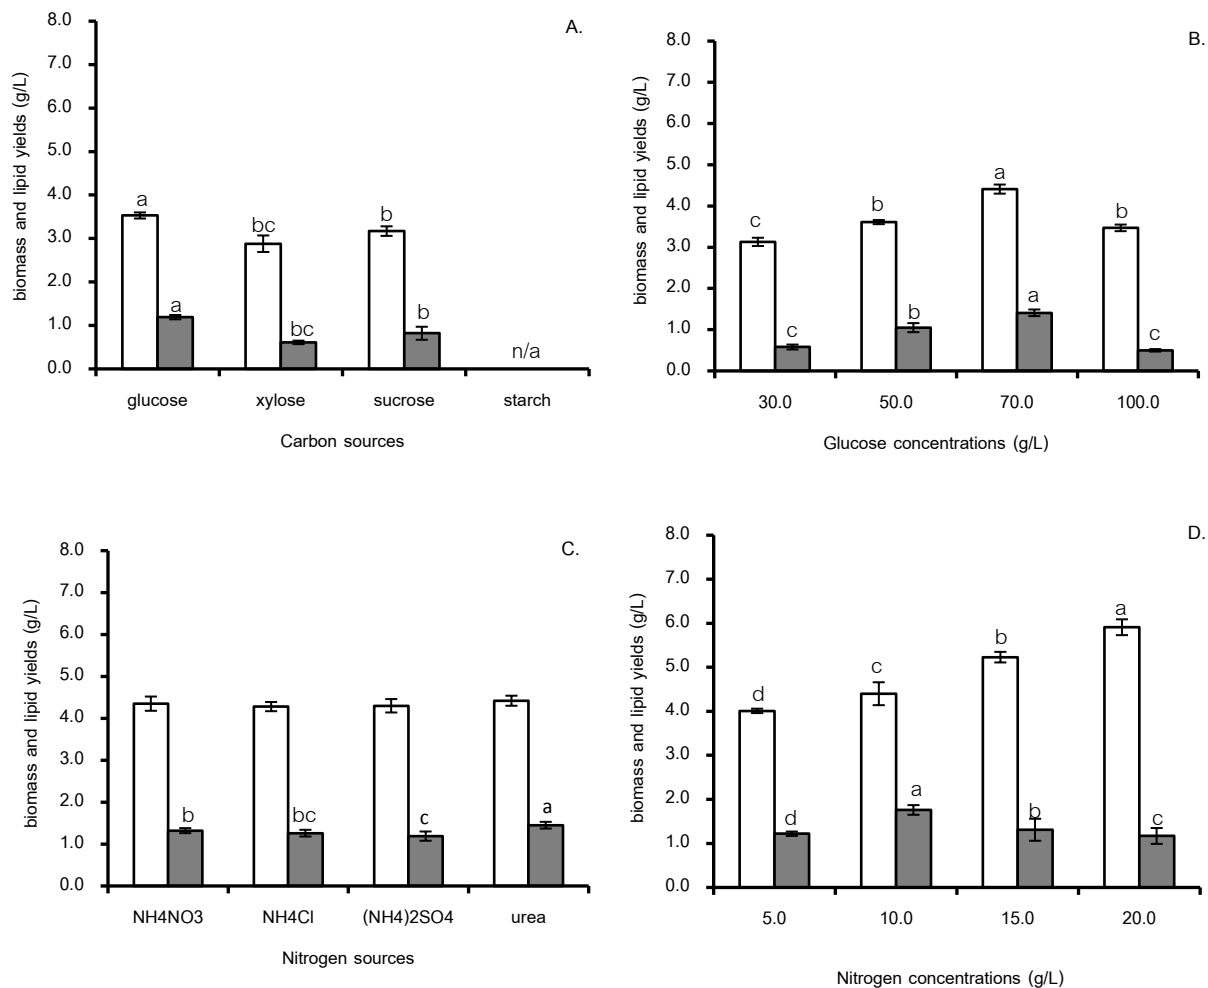 A.
biomass and lipid yields (g/L)
8.0
7.0
6.0
5.0
4.0
3.0
2.0
1.0
0.0
a
a
bc
bc
b
b
n/a
glucose xylose sucrose starch
Carbon sources
B.
biomass and lipid yields (g/L)
8.0
7.0
6.0
5.0
4.0
3.0
2.0
1.0
0.0
c
c
b
b
a
a
b
c
30.0 50.0 70.0 100.0
Glucose concentrations (g/L)
C.
biomass and lipid yields (g/L)
8.0
7.0
6.0
5.0
4.0
3.0
2.0
1.0
0.0
b
bc
c
a
NH4NO3 NH4Cl (NH4)2SO4 urea
Nitrogen sources
D.
biomass and lipid yields (g/L)
8.0
7.0
6.0
5.0
4.0
3.0
2.0
1.0
0.0
d
d
c
a
b
b
a
c
5.0 10.0 15.0 20.0
Nitrogen concentrations (g/L)